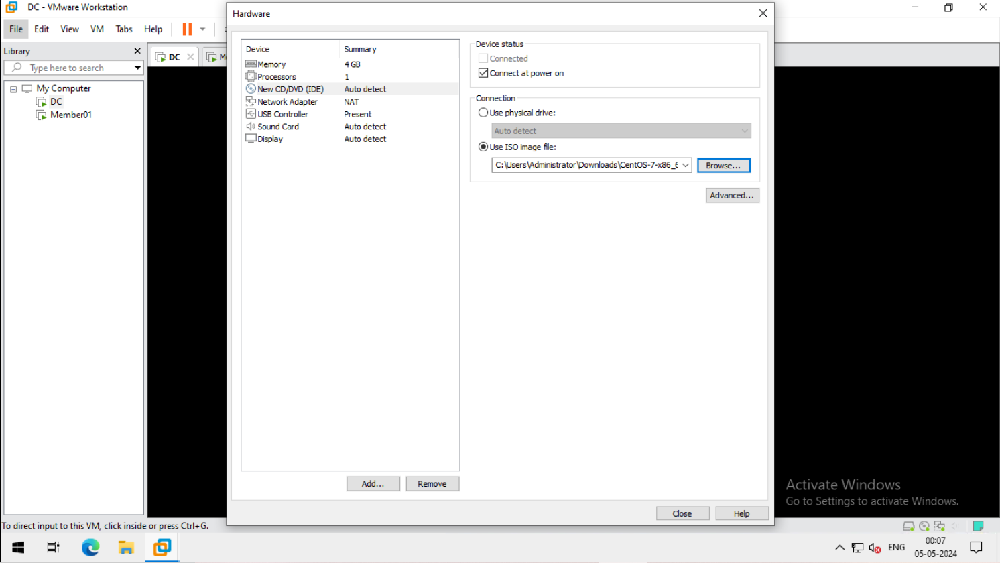 DC - VMware Workstation
File Edit View VM Tabs Help
Library
Type here to search
My Computer
DC
Member01
DC
M
Hardware
Device Summary
Memory 4 GB
Processors 1
New CD/DVD (IDE) Auto detect
Network Adapter NAT
USB Controller Present
Sound Card Auto detect
Display Auto detect
Add...
Remove
Device status
Connected
Connect at power on
Connection
Use physical drive:
Auto detect
Use ISO image file:
C:\Users\Administrator\Downloads\CentOS-7-x86_6
Browse...
Advanced...
Close
Help
Activate Windows
Go to Settings to activate Windows.
To direct input to this VM, click inside or press Ctrl+G.
ENG
00:07
05-05-2024